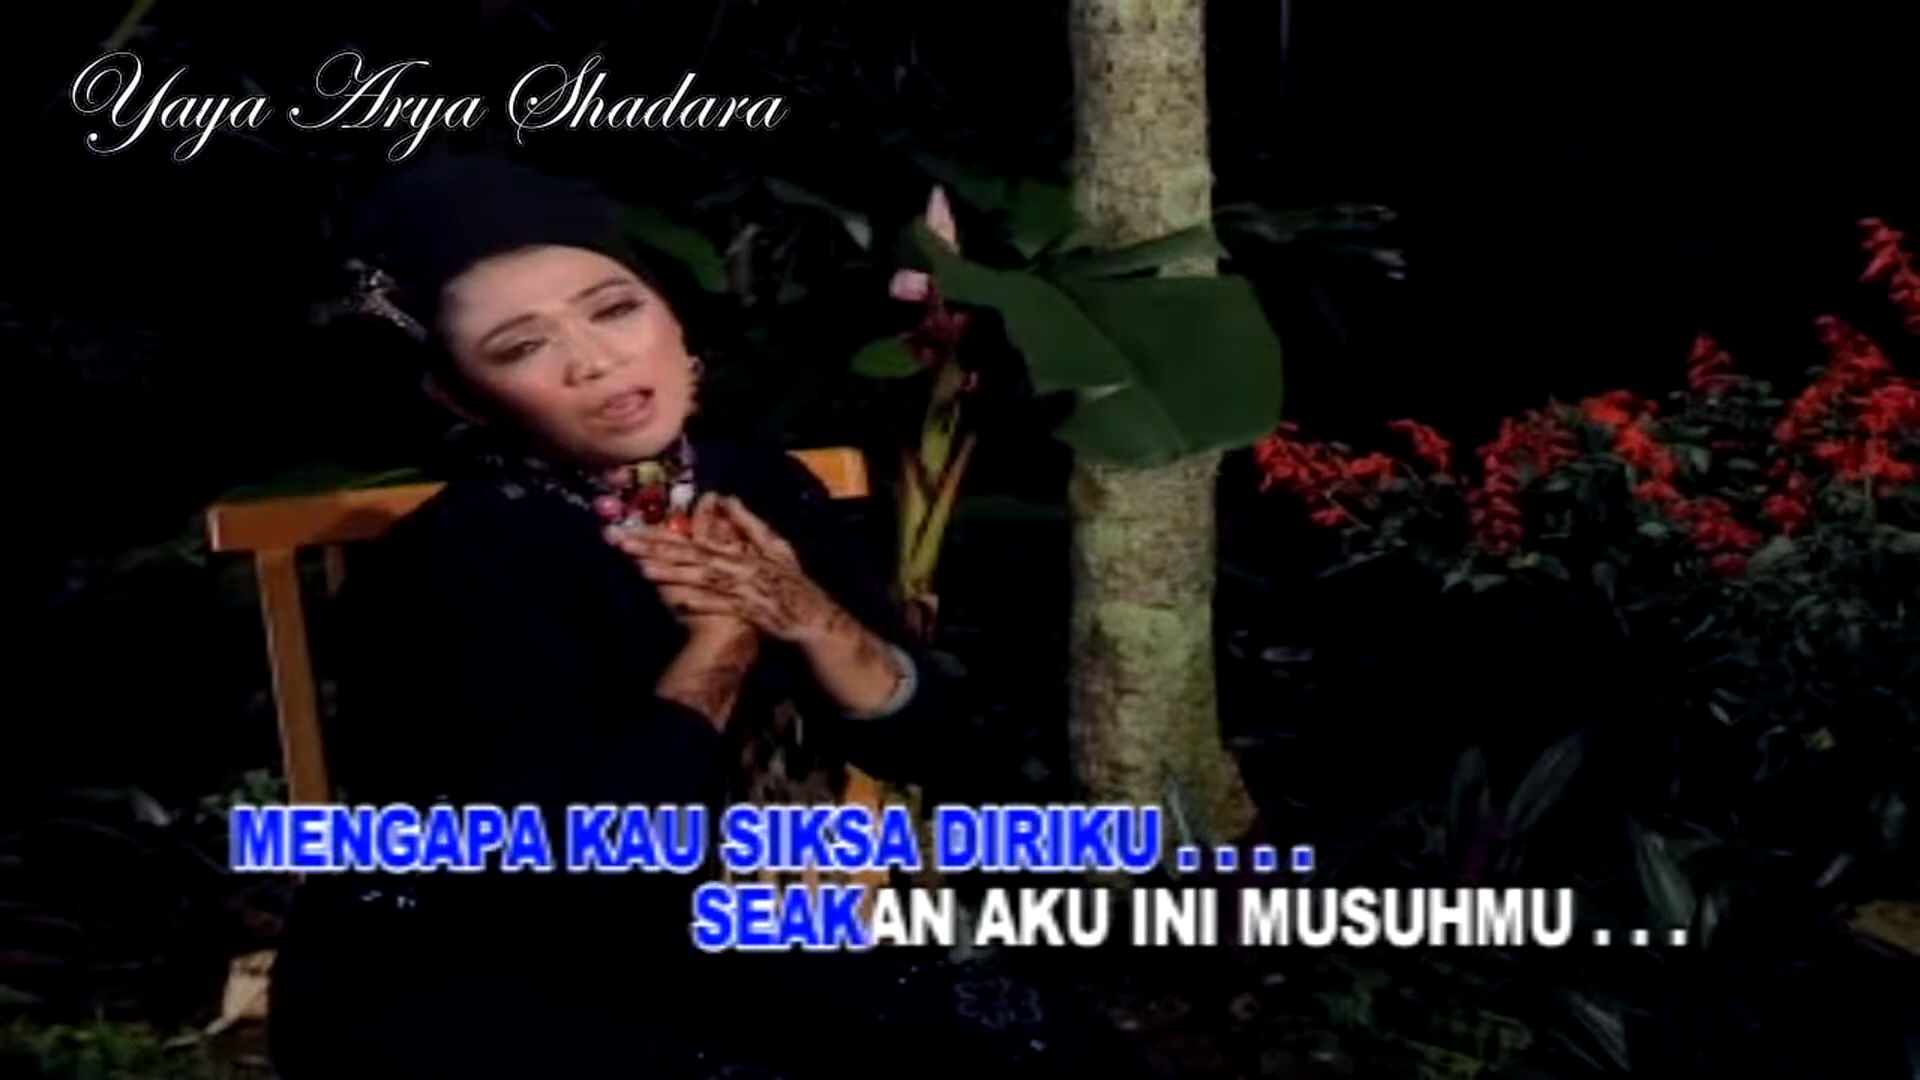 Yaya Arya Shadara
MENGAPA KAU SIKSA DIRIKU . . . .
SEAKAN AKU INI MUSUHMU . . .